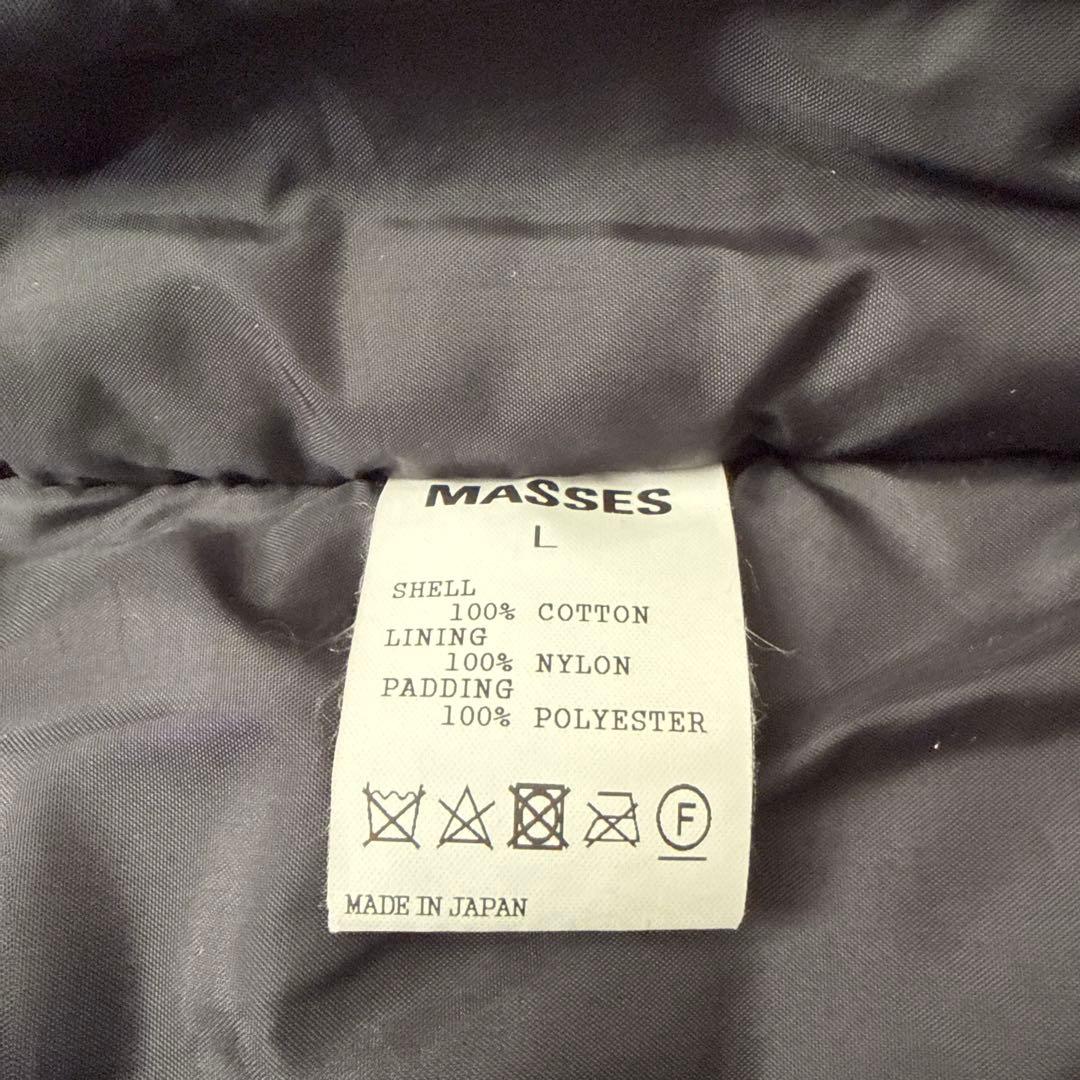 MASSES
L
SHELL
100% COTTON
LINING
100% NYLON
PADDING
100% POLYESTER
F
MADE IN JAPAN